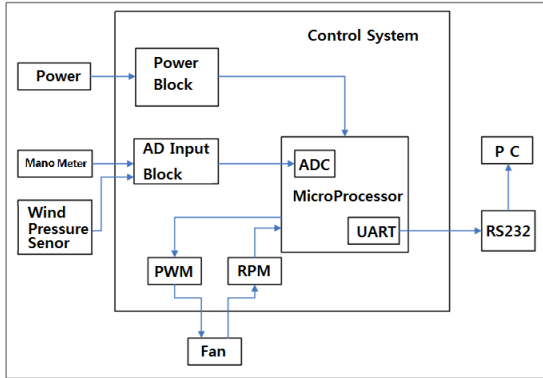 Control System
Power
Power
Block
Mano Meter
AD Input
Block
ADC
MicroProcessor
P C
Wind
Pressure
Senor
UART
RS232
PWM
RPM
Fan